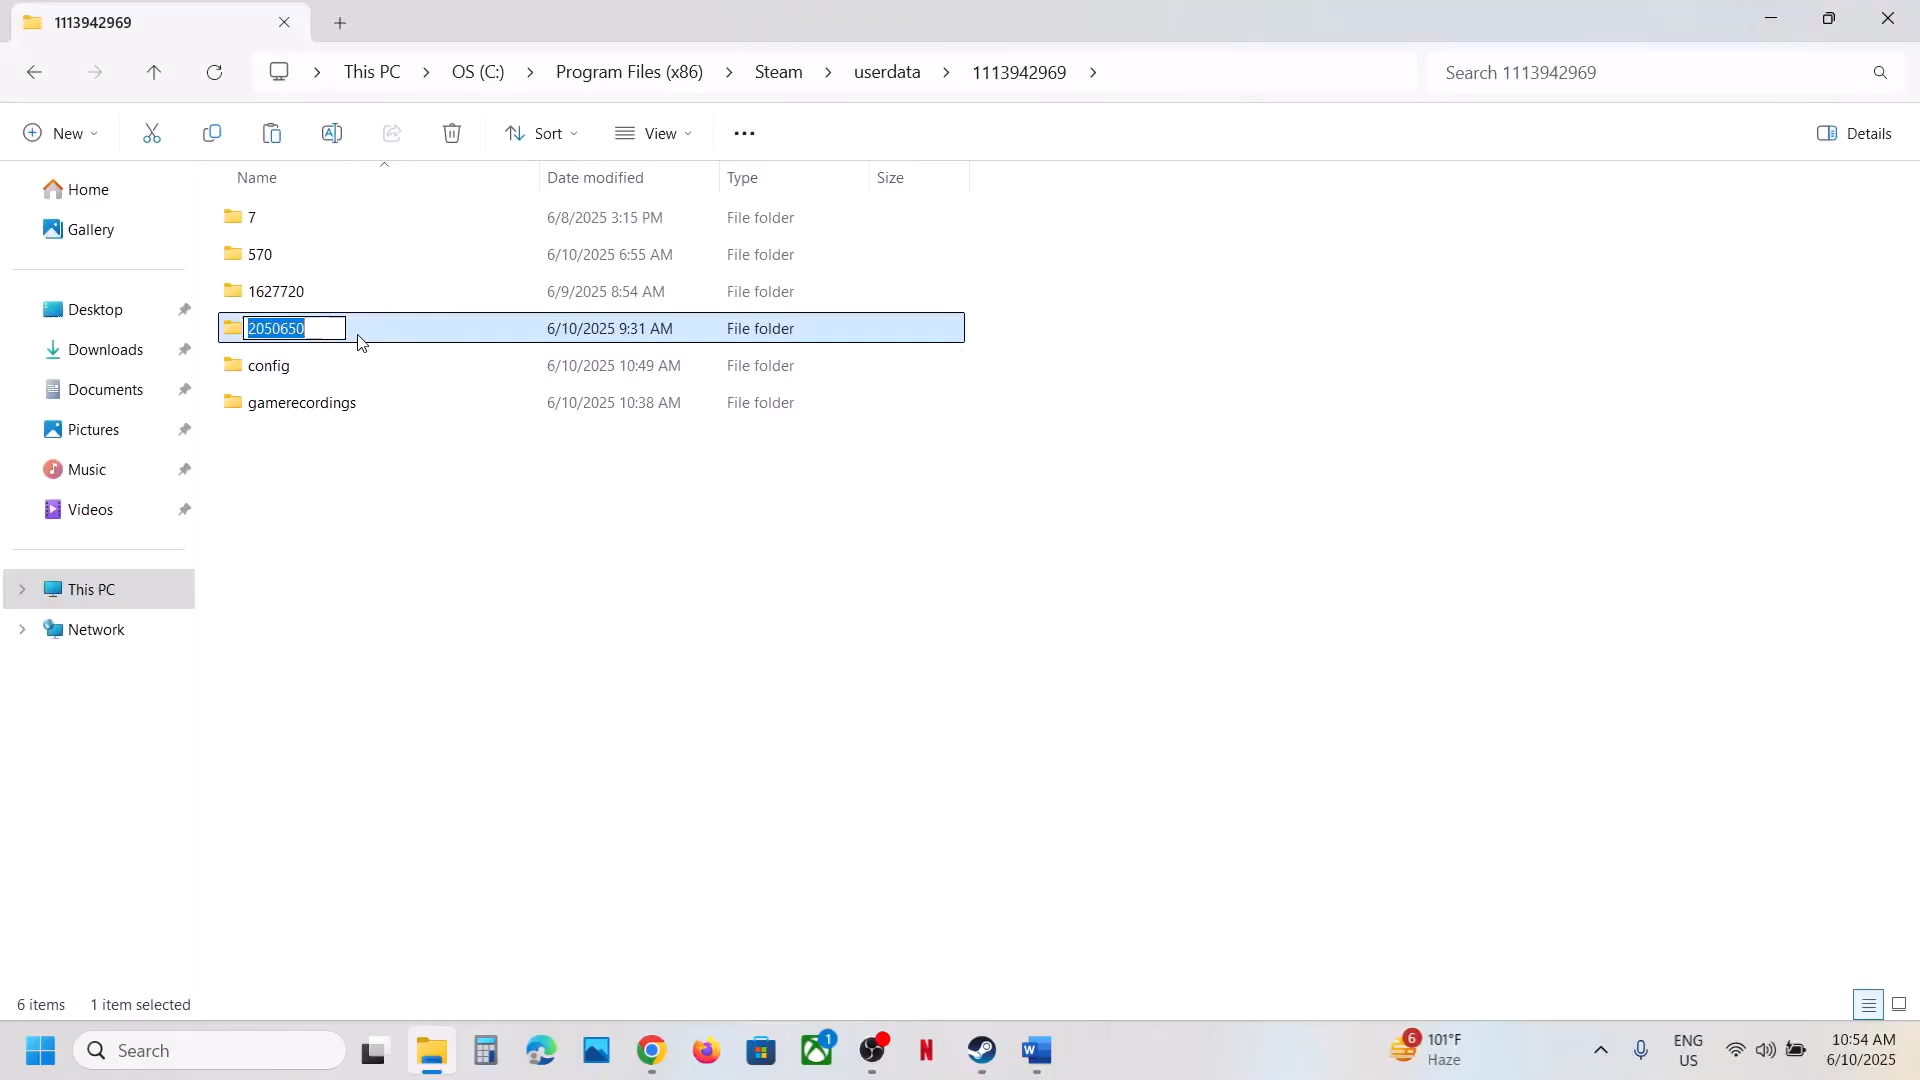 1113942969
This PC > OS (C:) > Program Files (x86) > Steam > userdata > 1113942969 >
Search 1113942969
New
Sort
View
Details
Name Date modified Type Size
7 6/8/2025 3:15 PM File folder
570 6/10/2025 6:55 AM File folder
1627720 6/9/2025 8:54 AM File folder
2050650 6/10/2025 9:31 AM File folder
config 6/10/2025 10:49 AM File folder
gamerecordings 6/10/2025 10:38 AM File folder
Home
Gallery
Desktop
Downloads
Documents
Pictures
Music
Videos
This PC
Network
6 items 1 item selected
Search
1
N
W
6
101°F
Haze
ENG
US
10:54 AM
6/10/2025